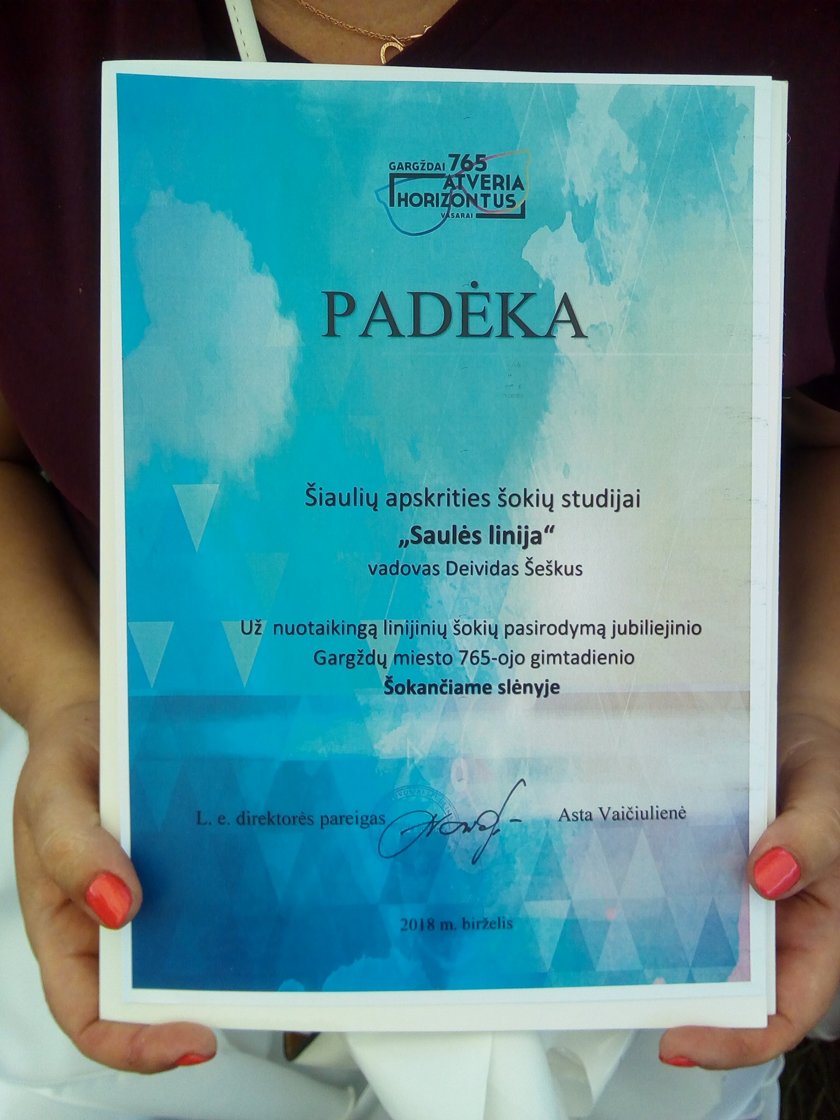 GARGŽDAI 765
ATVERIA
HORIZONTUS
VASARAI
PADĖKA
Šiaulių apskrities šokių studijai
„Saulės linija“
vadovas Deividas Šeškus
Už nuotaikingą linijinių šokių pasirodymą jubiliejinio
Gargždų miesto 765-ojo gimtadienio
Šokančiame slėnyje
L. e. direktorės pareigas
Asta Vaičiulienė
2018 m. birželis